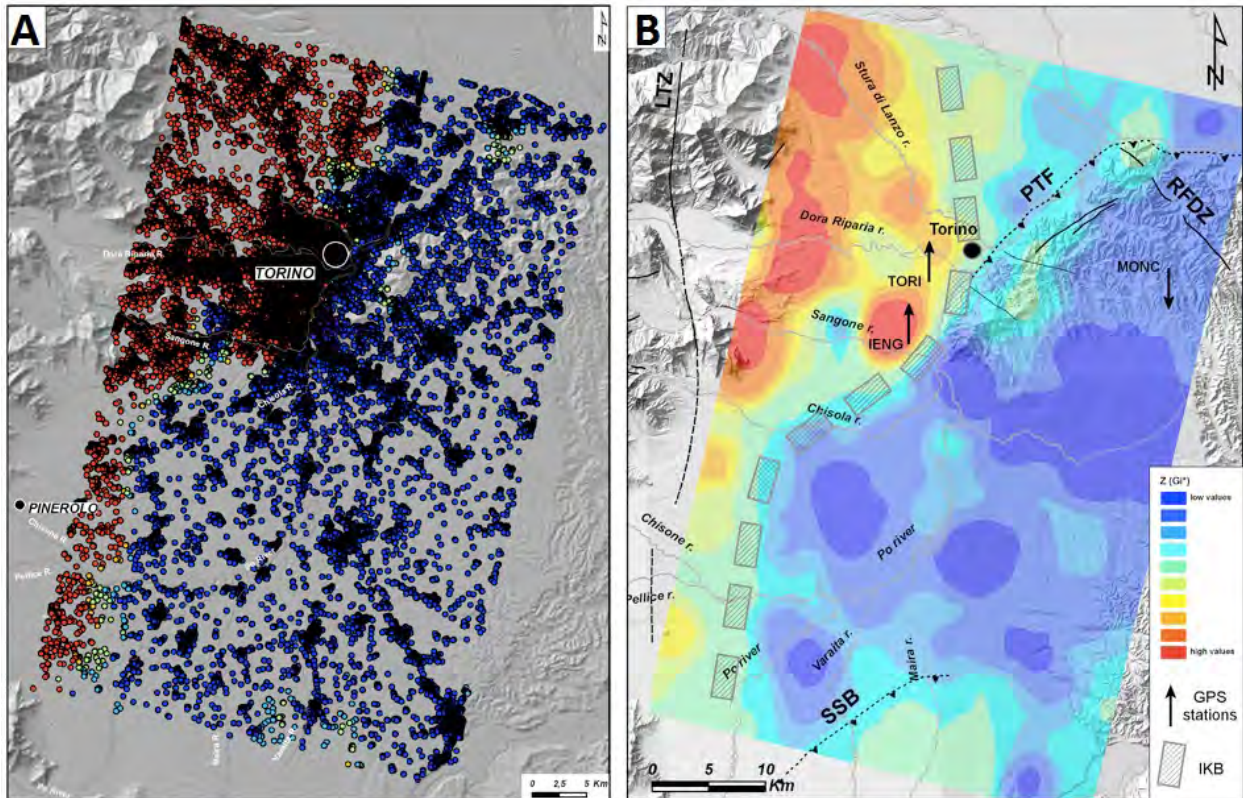 A
N
Dora Riparia R.
TORINO
Sangone R.
Chisola R.
PINEROLO
Chisone R.
Pellice R.
Maira R.
Po River
0 2,5 5 Km
B
N
LTZ
Stura di Lanzo r.
PTF
RFDZ
Dora Riparia r.
Torino
TORI
MONC
Sangone r.
IENG
Chisola r.
Chisone r.
Po river
Pellice r.
Varaita r.
Maira r.
Po river
SSB
0 5 10
Km
Z (Gi*)
low values
high values
GPS
stations
IKB